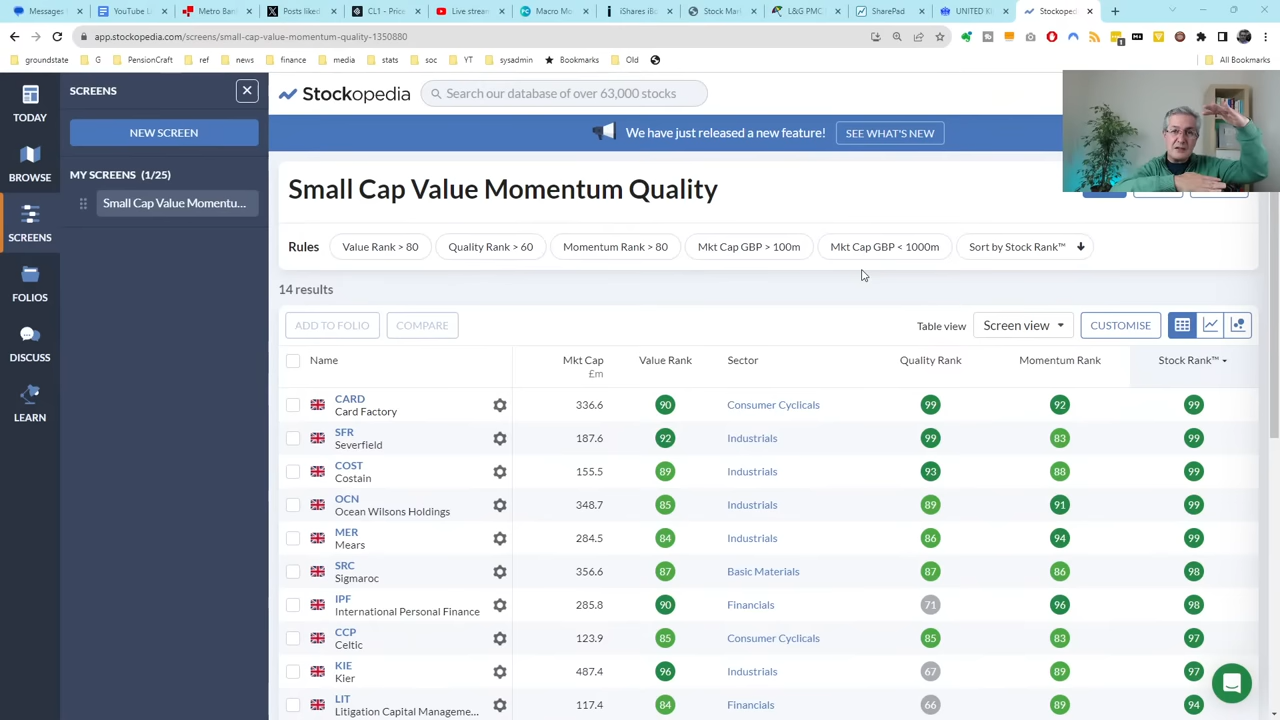 Messages
YouTube L
Metro Ban
Posts liked
CL1 - Price
Live strea
Macro Mo
iShares iBo
Stock Mar
L&G PMC
SharePad
UNITED KI
Stockoped
app.stockopedia.com/screens/small-cap-value-momentum-quality-1350880
groundstate
G
PensionCraft
ref
news
finance
media
stats
soc
YT
sysadmin
Bookmarks
Old
All Bookmarks
TODAY
BROWSE
SCREENS
FOLIOS
DISCUSS
LEARN
SCREENS
NEW SCREEN
MY SCREENS (1/25)
Small Cap Value Momentu...
Stockopedia
Search our database of over 63,000 stocks
We have just released a new feature! SEE WHAT'S NEW
Small Cap Value Momentum Quality
Rules Value Rank > 80 Quality Rank > 60 Momentum Rank > 80 Mkt Cap GBP > 100m Mkt Cap GBP < 1000m Sort by Stock Rank™
14 results
ADD TO FOLIO COMPARE Table view Screen view CUSTOMISE
Name Mkt Cap £m Value Rank Sector Quality Rank Momentum Rank Stock Rank™
CARD
Card Factory 336.6 90 Consumer Cyclicals 99 92 99
SFR
Severfield 187.6 92 Industrials 99 83 99
COST
Costain 155.5 89 Industrials 93 88 99
OCN
Ocean Wilsons Holdings 348.7 85 Industrials 89 91 99
MER
Mears 284.5 84 Industrials 86 94 99
SRC
Sigmaroc 356.6 87 Basic Materials 87 86 98
IPF
International Personal Finance 285.8 90 Financials 71 96 98
CCP
Celtic 123.9 85 Consumer Cyclicals 85 83 97
KIE
Kier 487.4 96 Industrials 67 89 97
LIT
Litigation Capital Manageme... 117.4 84 Financials 66 89 94